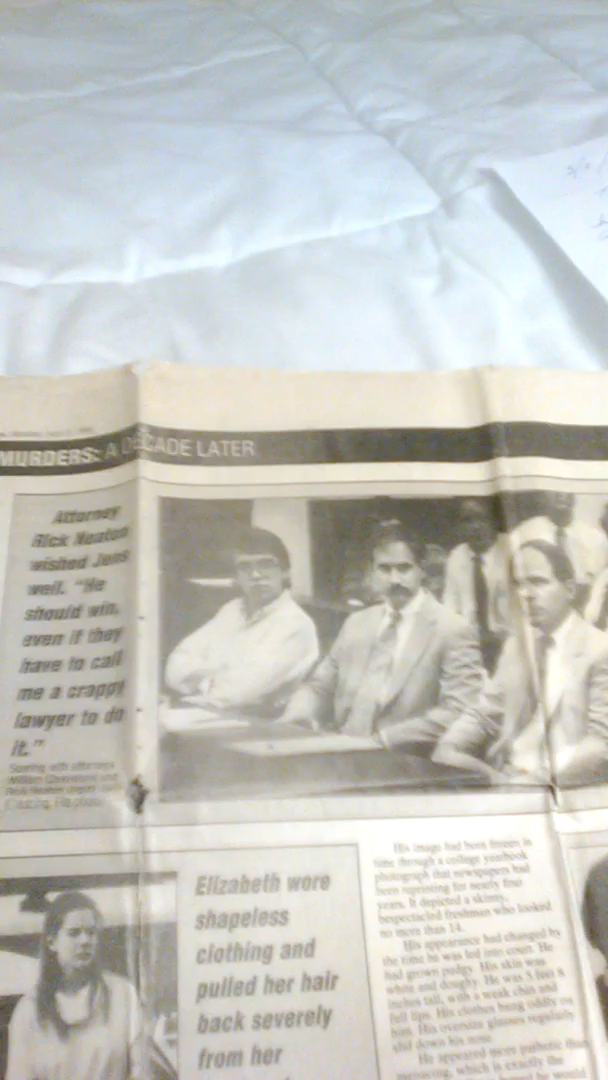 MURDERS: A DECADE LATER
Attorney
Rick Neaton
wished Jens
well. "He
should win,
even if they
have to call
me a crappy
lawyer to do
it."
Soering with attorneys
Elizabeth wore
shapeless
clothing and
pulled her hair
back severely
from her
His image had been frozen in
time through a college yearbook
photograph that newspapers had
been reprinting for nearly four
years. It depicted a skinny,
bespectacled freshman who looked
no more than 14.
His appearance had changed by
the time he was led into court. He
had grown pudgy. His skin was
white and doughy. He was 5 feet 8
inches tall, with a weak chin and
full lips. His clothes hung oddly on
him. His oversize glasses regularly
slid down his nose.
He appeared more pathetic than
menacing, which is exactly the
he would